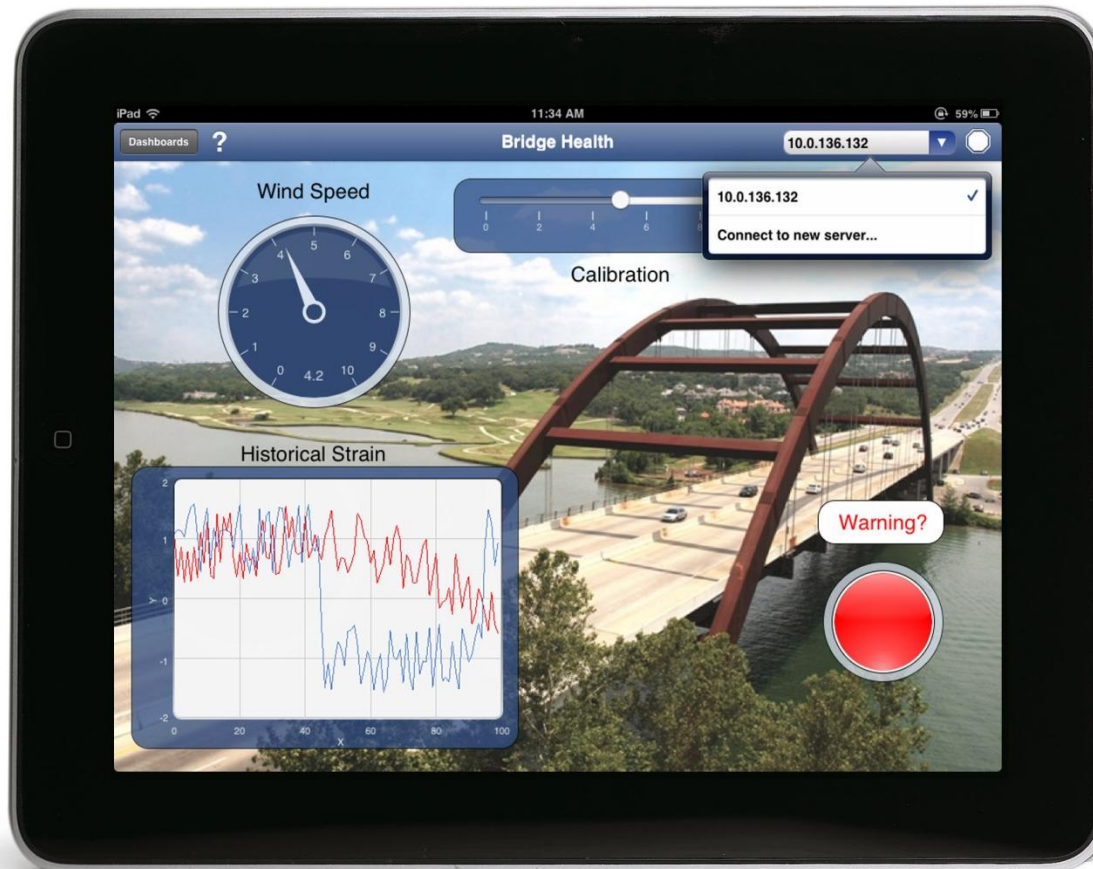 iPad 11:34 AM 59%
Dashboards ? Bridge Health 10.0.136.132
10.0.136.132
Connect to new server...
Wind Speed
0 1 2 3 4 5 6 7 8 9 10
4.2
0 2 4 6
Calibration
Historical Strain
2
1
0
-1
-2
Y
0 20 40 60 80 100
X
Warning?